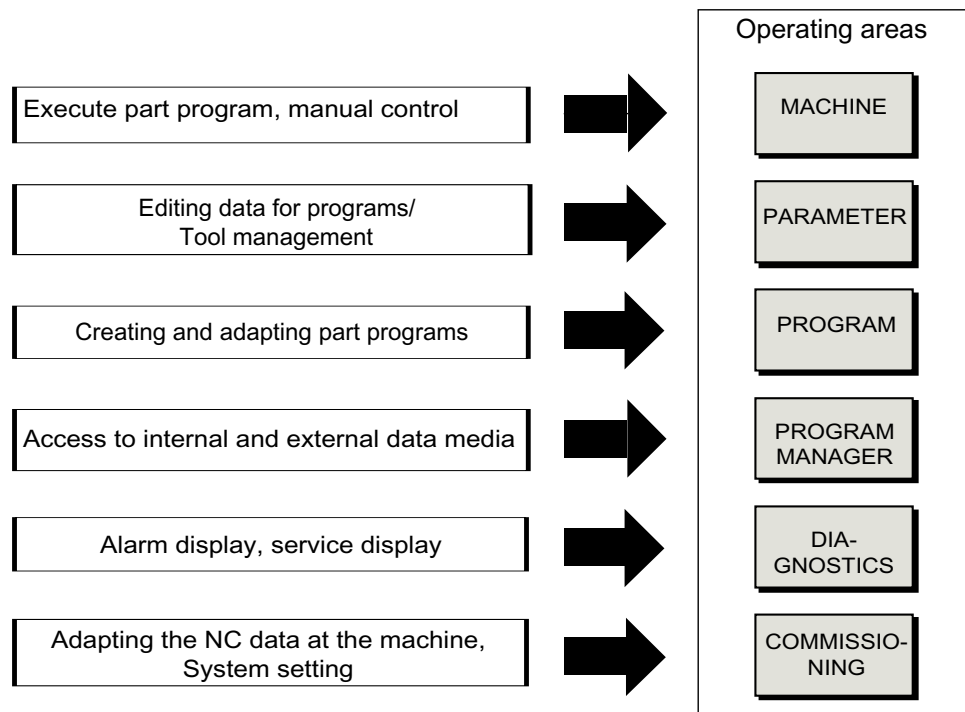 Operating areas
Execute part program, manual control
MACHINE
Editing data for programs/
Tool management
PARAMETER
Creating and adapting part programs
PROGRAM
Access to internal and external data media
PROGRAM
MANAGER
Alarm display, service display
DIA-
GNOSTICS
Adapting the NC data at the machine,
System setting
COMMISSIO-
NING